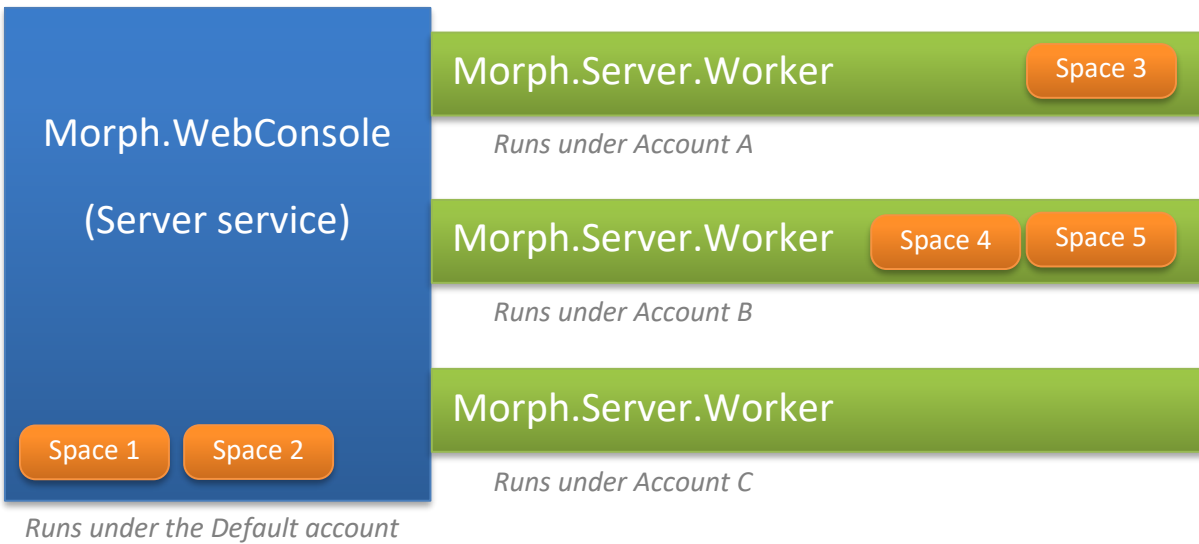 Morph.WebConsole
(Server service)
Space 1
Space 2
Runs under the Default account
Morph.Server.Worker
Space 3
Runs under Account A
Morph.Server.Worker
Space 4
Space 5
Runs under Account B
Morph.Server.Worker
Runs under Account C